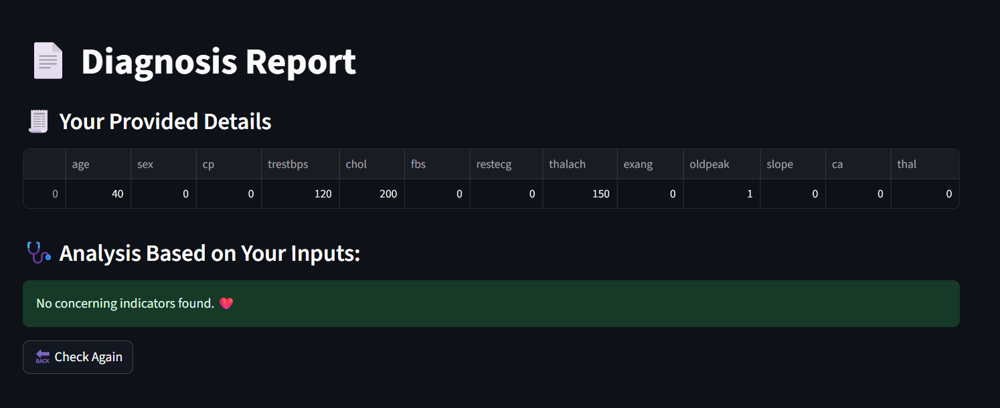 Diagnosis Report
Your Provided Details
age sex cp trestbps chol fbs restecg thalach exang oldpeak slope ca thal
0 40 0 0 120 200 0 0 150 0 1 0 0 0
Analysis Based on Your Inputs:
No concerning indicators found.
BACK Check Again